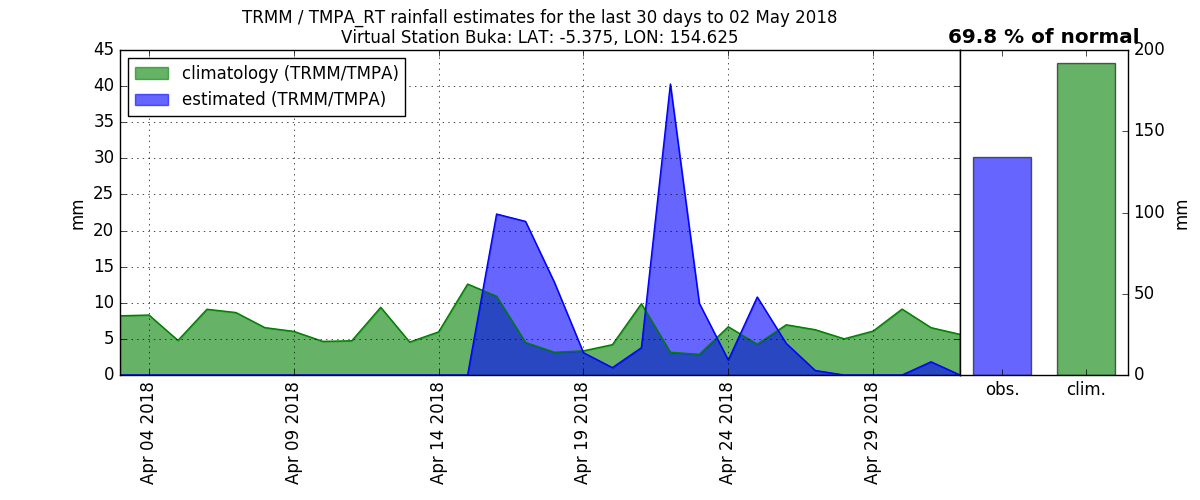 TRMM / TMPA_RT rainfall estimates for the last 30 days to 02 May 2018
Virtual Station Buka: LAT: -5.375, LON: 154.625
69.8 % of normal
climatology (TRMM/TMPA)
estimated (TRMM/TMPA)
mm
45
40
35
30
25
20
15
10
5
0
Apr 04 2018
Apr 09 2018
Apr 14 2018
Apr 19 2018
Apr 24 2018
Apr 29 2018
200
150
100
50
0
mm
obs.
clim.